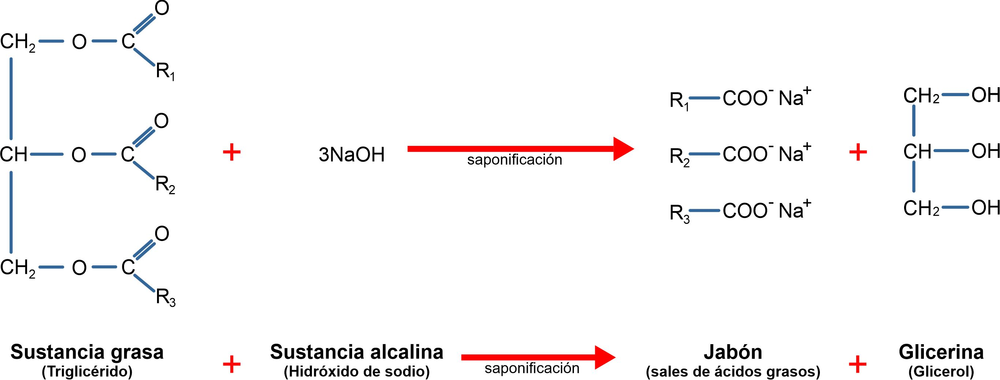 O
CH2 O C
R1
O
CH O C
R2
O
CH2 O C
R3
+
3NaOH
saponificación
R1 COO- Na+
R2 COO- Na+
R3 COO- Na+
+
CH2 OH
CH OH
CH2 OH
Sustancia grasa
(Triglicérido)
+
Sustancia alcalina
(Hidróxido de sodio)
saponificación
Jabón
(sales de ácidos grasos)
+
Glicerina
(Glicerol)